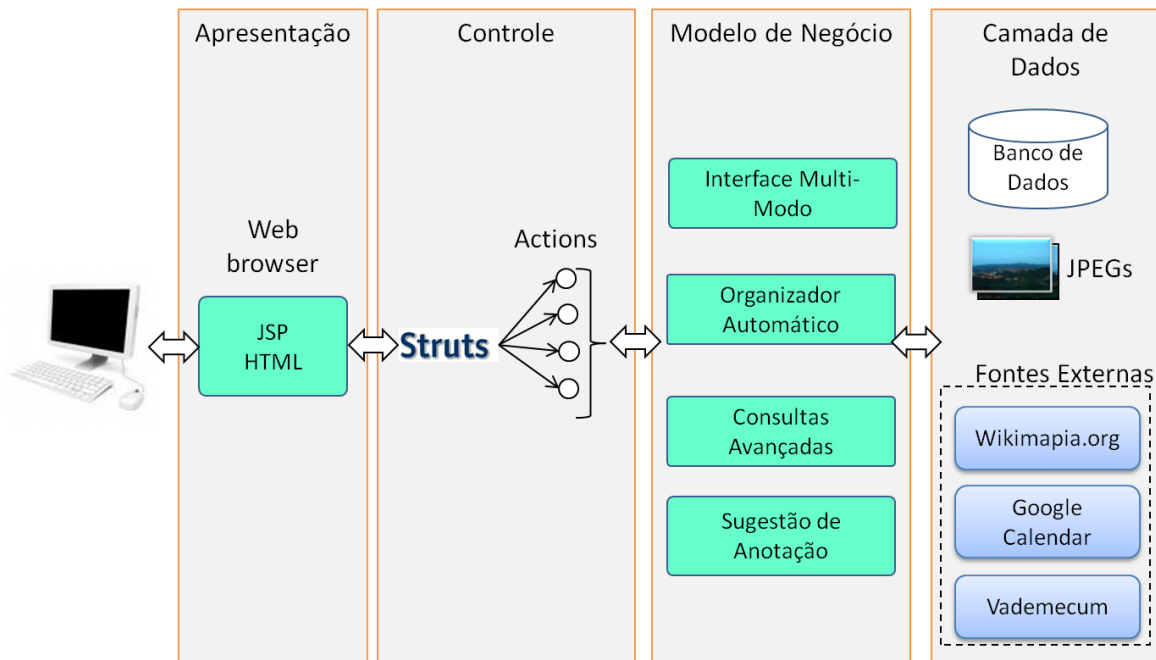 Apresentação
Controle
Modelo de Negócio
Camada de
Dados
Web
browser
JSP
HTML
Actions
Struts
Interface Multi-
Modo
Organizador
Automático
Consultas
Avançadas
Sugestão de
Anotação
Banco de
Dados
JPEGs
Fontes Externas
Wikimapia.org
Google
Calendar
Vademecum